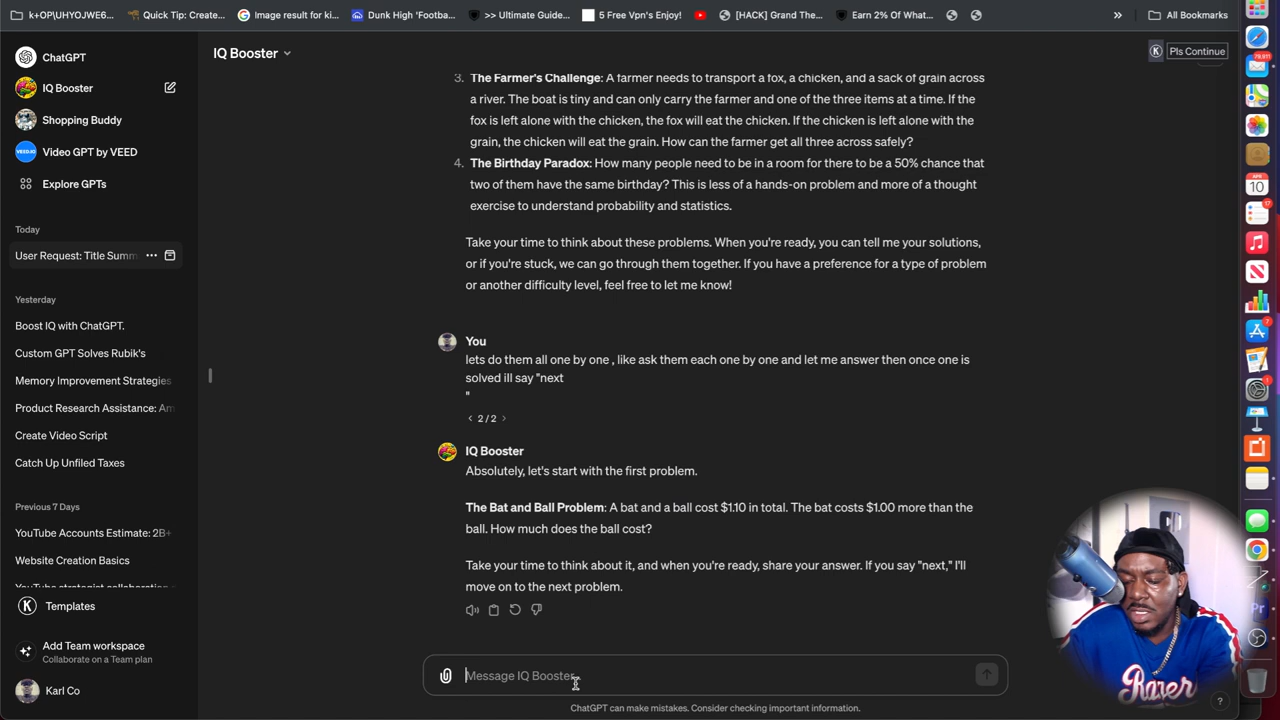 k+OP\UHYOJWE6...
Quick Tip: Create...
Image result for ki...
Dunk High 'Footba...
>> Ultimate Guide...
5 Free Vpn's Enjoy!
[HACK] Grand The...
Earn 2% Of What...
»
All Bookmarks
ChatGPT
IQ Booster
Shopping Buddy
Video GPT by VEED
Explore GPTs
Today
User Request: Title Summ
Yesterday
Boost IQ with ChatGPT.
Custom GPT Solves Rubik's
Memory Improvement Strategies
Product Research Assistance: Am
Create Video Script
Catch Up Unfiled Taxes
Previous 7 Days
YouTube Accounts Estimate: 2B+
Website Creation Basics
YouTube strategist collaboration
Templates
Add Team workspace
Collaborate on a Team plan
Karl Co
IQ Booster
K Pls Continue
3. The Farmer's Challenge: A farmer needs to transport a fox, a chicken, and a sack of grain across
a river. The boat is tiny and can only carry the farmer and one of the three items at a time. If the
fox is left alone with the chicken, the fox will eat the chicken. If the chicken is left alone with the
grain, the chicken will eat the grain. How can the farmer get all three across safely?
4. The Birthday Paradox: How many people need to be in a room for there to be a 50% chance that
two of them have the same birthday? This is less of a hands-on problem and more of a thought
exercise to understand probability and statistics.
Take your time to think about these problems. When you're ready, you can tell me your solutions,
or if you're stuck, we can go through them together. If you have a preference for a type of problem
or another difficulty level, feel free to let me know!
You
lets do them all one by one , like ask them each one by one and let me answer then once one is
solved ill say "next
"
< 2/2 >
IQ Booster
Absolutely, let's start with the first problem.
The Bat and Ball Problem: A bat and a ball cost $1.10 in total. The bat costs $1.00 more than the
ball. How much does the ball cost?
Take your time to think about it, and when you're ready, share your answer. If you say "next," I'll
move on to the next problem.
Message IQ Booster...
ChatGPT can make mistakes. Consider checking important information.
?
APR
10
17
7
Pr